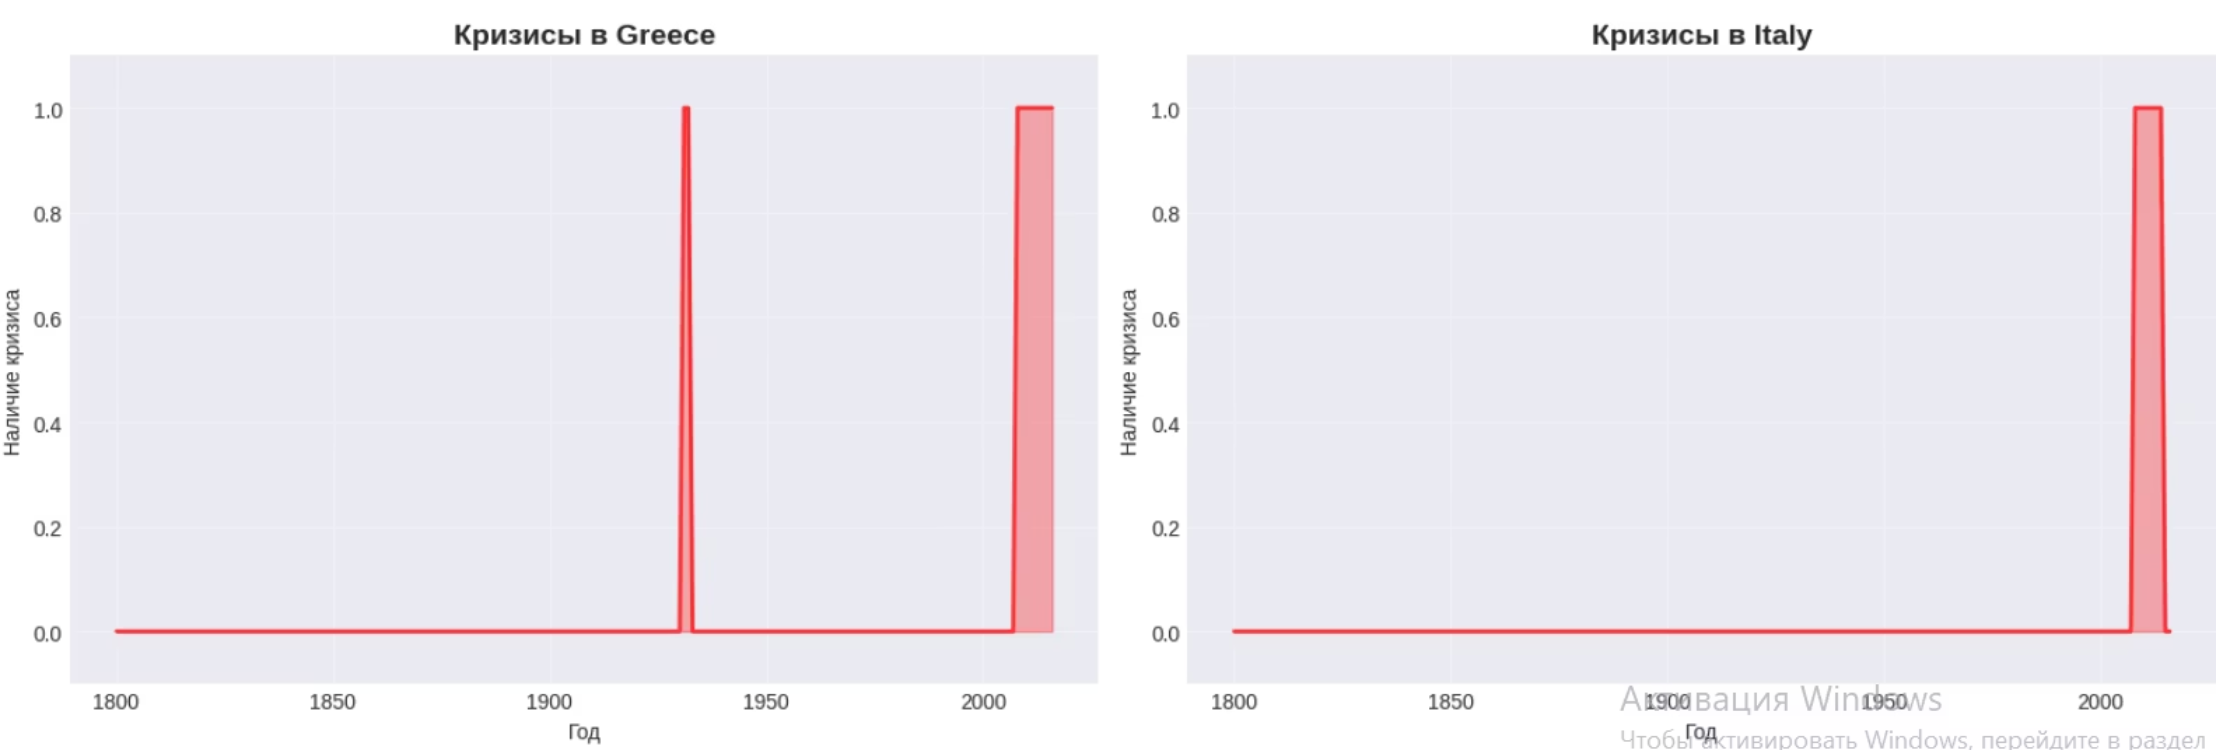 Кризисы в Greece
1.0
0.8
0.6
0.4
0.2
0.0
Наличие кризиса
1800
1850
1900
1950
2000
Год
Кризисы в Italy
1.0
0.8
0.6
0.4
0.2
0.0
Наличие кризиса
1800
1850
1900
1950
2000
Год
Активация Windows
Чтобы активировать Windows, перейдите в раздел